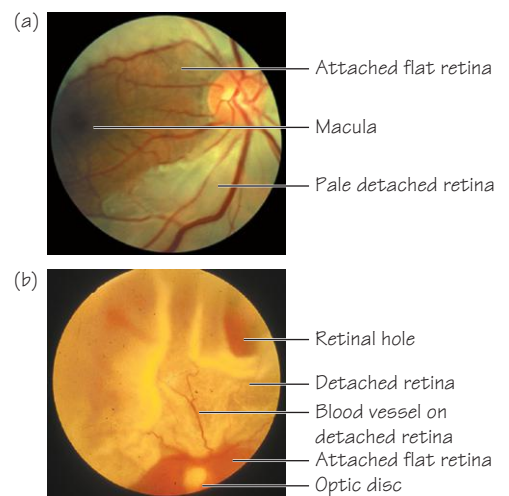 (a)
Attached flat retina
Macula
Pale detached retina
(b)
Retinal hole
Detached retina
Blood vessel on
detached retina
Attached flat retina
Optic disc